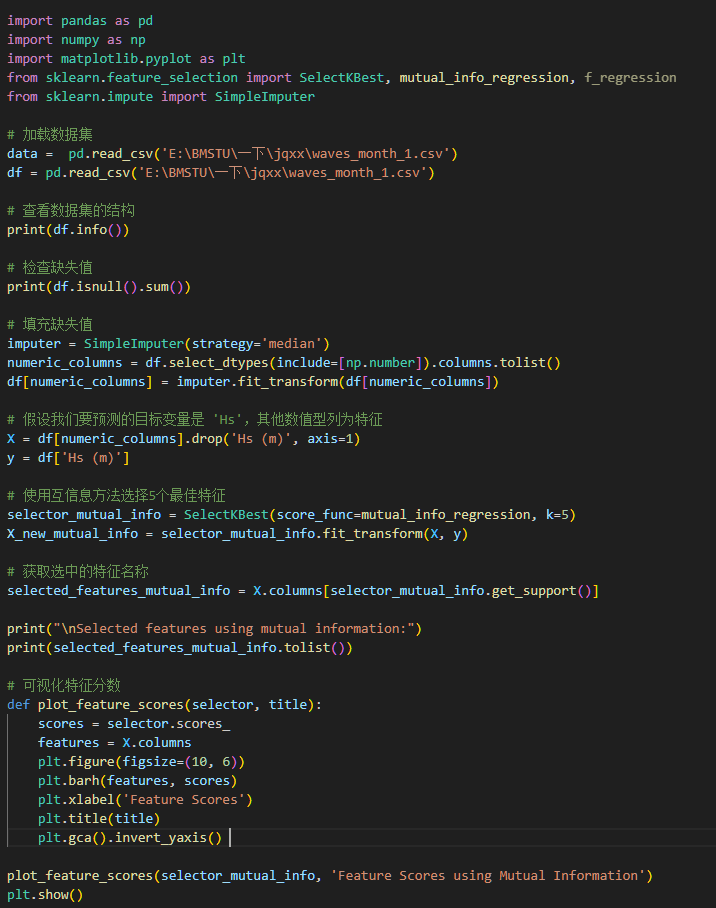 import pandas as pd
import numpy as np
import matplotlib.pyplot as plt
from sklearn.feature_selection import SelectKBest, mutual_info_regression, f_regression
from sklearn.impute import SimpleImputer

# 加载数据集
data =  pd.read_csv('E:\BMSTU\一下\jqxx\waves_month_1.csv')
df = pd.read_csv('E:\BMSTU\一下\jqxx\waves_month_1.csv')

# 查看数据集的结构
print(df.info())

# 检查缺失值
print(df.isnull().sum())

# 填充缺失值
imputer = SimpleImputer(strategy='median')
numeric_columns = df.select_dtypes(include=[np.number]).columns.tolist()
df[numeric_columns] = imputer.fit_transform(df[numeric_columns])

# 假设我们要预测的目标变量是 'Hs'，其他数值型列为特征
X = df[numeric_columns].drop('Hs (m)', axis=1)
y = df['Hs (m)']

# 使用互信息方法选择5个最佳特征
selector_mutual_info = SelectKBest(score_func=mutual_info_regression, k=5)
X_new_mutual_info = selector_mutual_info.fit_transform(X, y)

# 获取选中的特征名称
selected_features_mutual_info = X.columns[selector_mutual_info.get_support()]

print("\nSelected features using mutual information:")
print(selected_features_mutual_info.tolist())

# 可视化特征分数
def plot_feature_scores(selector, title):
    scores = selector.scores_
    features = X.columns
    plt.figure(figsize=(10, 6))
    plt.barh(features, scores)
    plt.xlabel('Feature Scores')
    plt.title(title)
    plt.gca().invert_yaxis()

plot_feature_scores(selector_mutual_info, 'Feature Scores using Mutual Information')
plt.show()